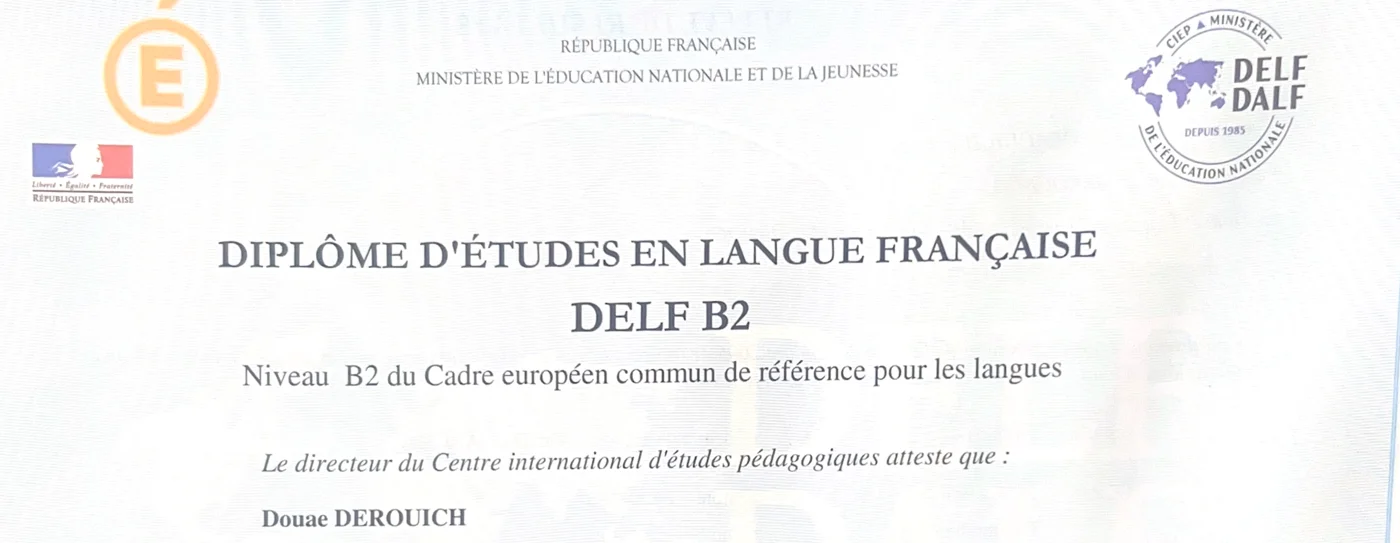 É
RÉPUBLIQUE FRANÇAISE
MINISTÈRE DE L'ÉDUCATION NATIONALE ET DE LA JEUNESSE
CIEP ▲ MINISTÈRE
DELF
DALF
DEPUIS 1985
DE L'ÉDUCATION NATIONALE
Liberté • Égalité • Fraternité
RÉPUBLIQUE FRANÇAISE
DIPLÔME D'ÉTUDES EN LANGUE FRANÇAISE
DELF B2
Niveau B2 du Cadre européen commun de référence pour les langues
Le directeur du Centre international d'études pédagogiques atteste que :
Douae DEROUICH